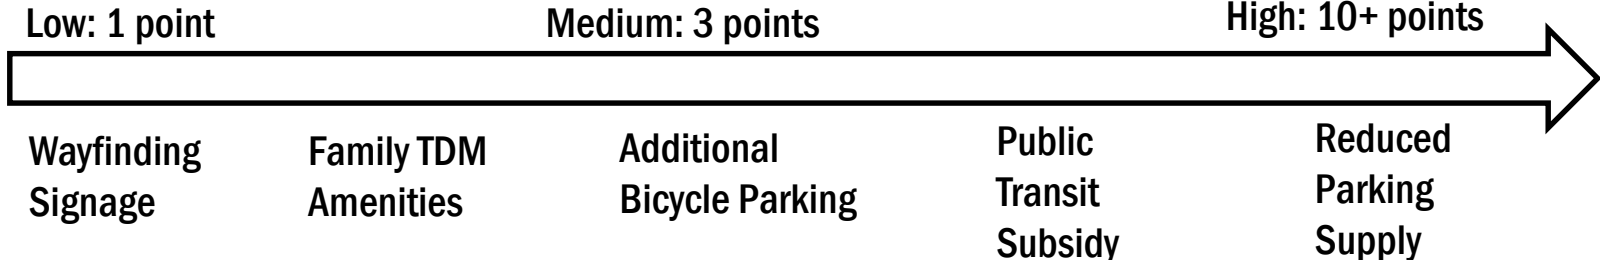 Low: 1 point
Medium: 3 points
High: 10+ points
Wayfinding
Signage
Family TDM
Amenities
Additional
Bicycle Parking
Public
Transit
Subsidy
Reduced
Parking
Supply